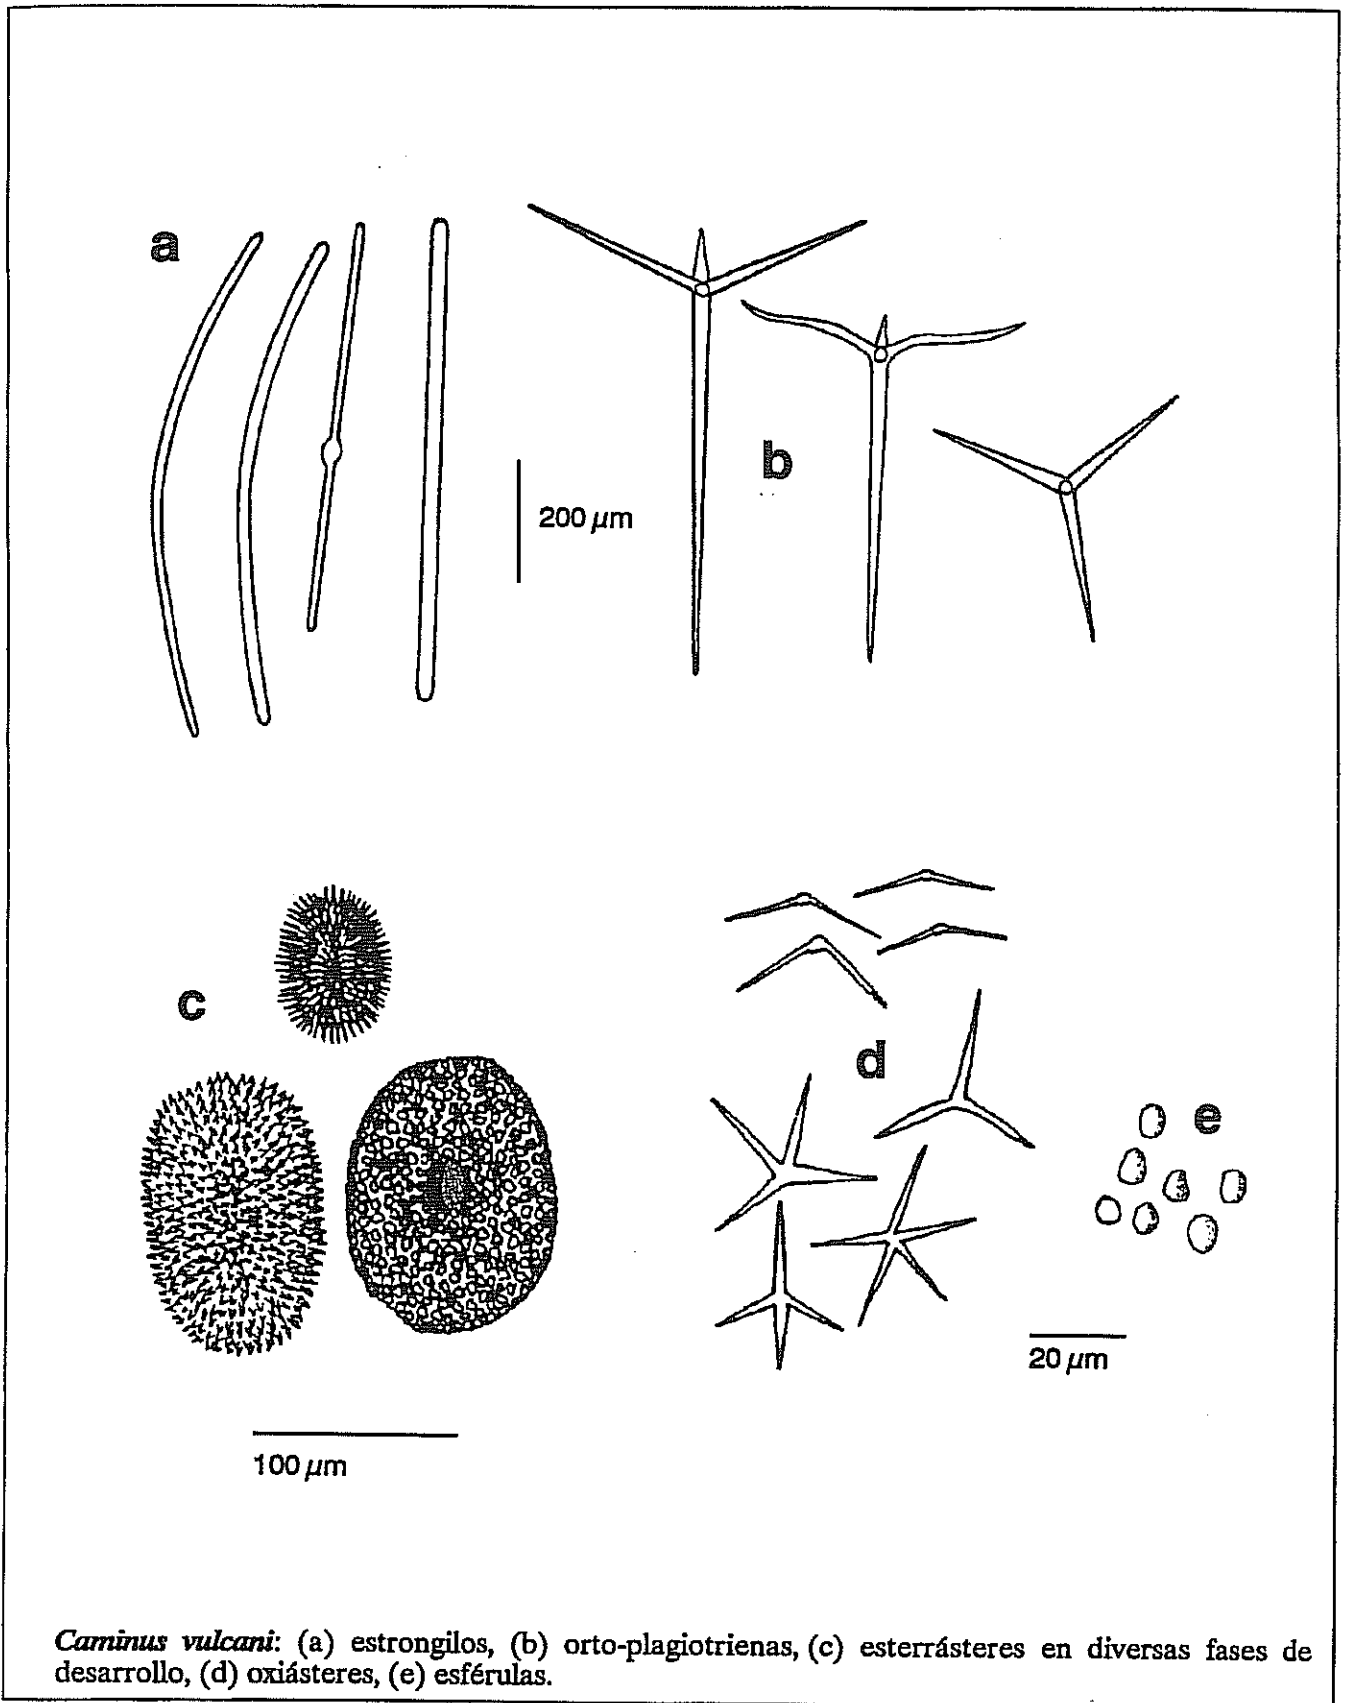 a
b
200 µm
c
d
e
20 µm
100 µm
Caminus vulcani: (a) estrongilos, (b) orto-plagiotrienas, (c) esterrásteres en diversas fases de
desarrollo, (d) oxiásteres, (e) esférulas.